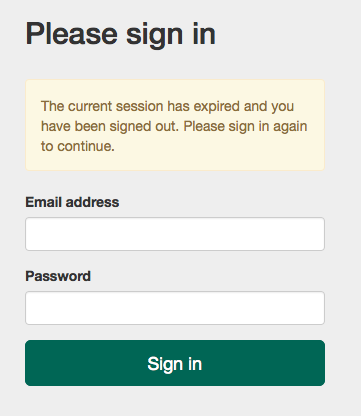 Please sign in
The current session has expired and you
have been signed out. Please sign in again
to continue.
Email address
Password
Sign in